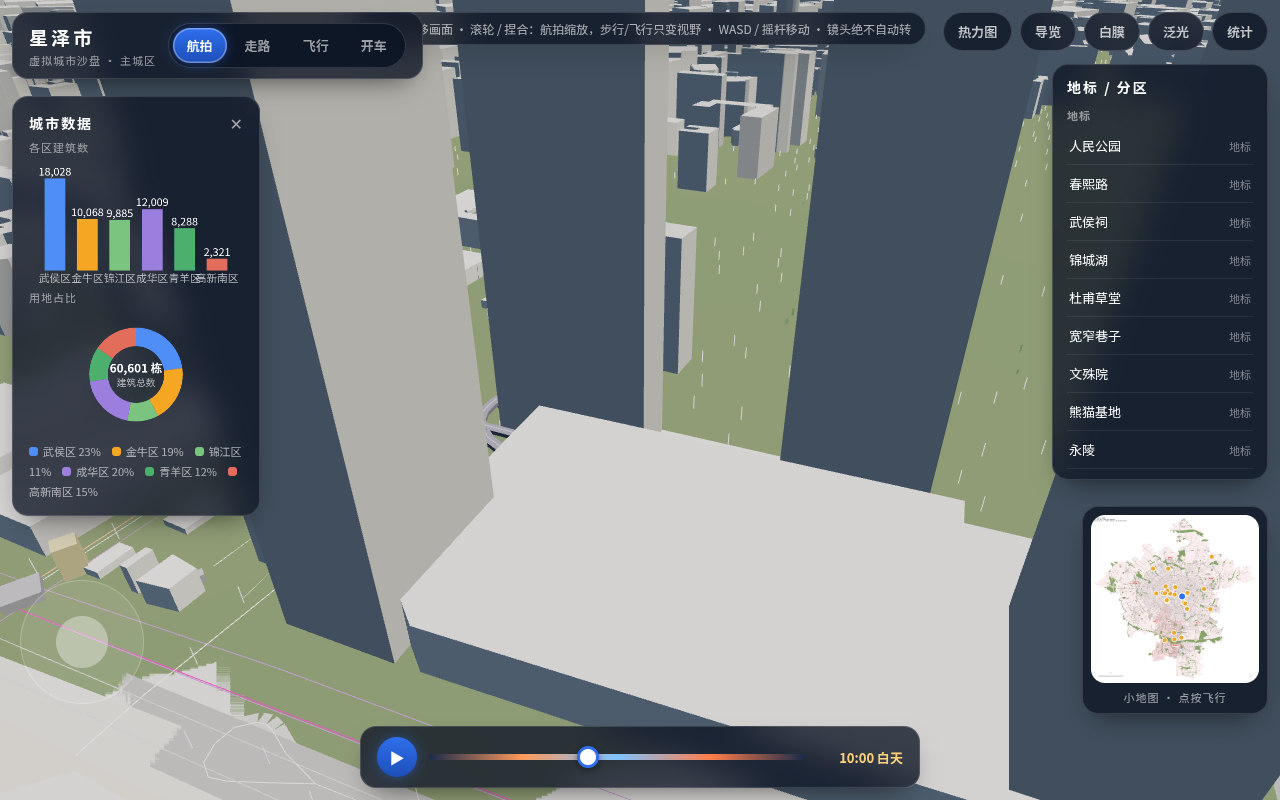 星泽市
虚拟城市沙盘 · 主城区
航拍
走路
飞行
开车
移画面 · 滚轮 / 捏合：航拍缩放，步行/飞行只变视野 · WASD / 摇杆移动 · 镜头绝不自动转
热力图
导览
白膜
泛光
统计
城市数据
×
各区建筑数
18,028
10,068
9,885
12,009
8,288
2,321
武侯区
金牛区
锦江区
成华区
青羊区
高新南区
用地占比
60,601 栋
建筑总数
武侯区 23% 金牛区 19% 锦江区
11% 成华区 20% 青羊区 12%
高新南区 15%
地标 / 分区
地标
人民公园 地标
春熙路 地标
武侯祠 地标
锦城湖 地标
杜甫草堂 地标
宽窄巷子 地标
文殊院 地标
熊猫基地 地标
永陵 地标
小地图 · 点按飞行
10:00 白天